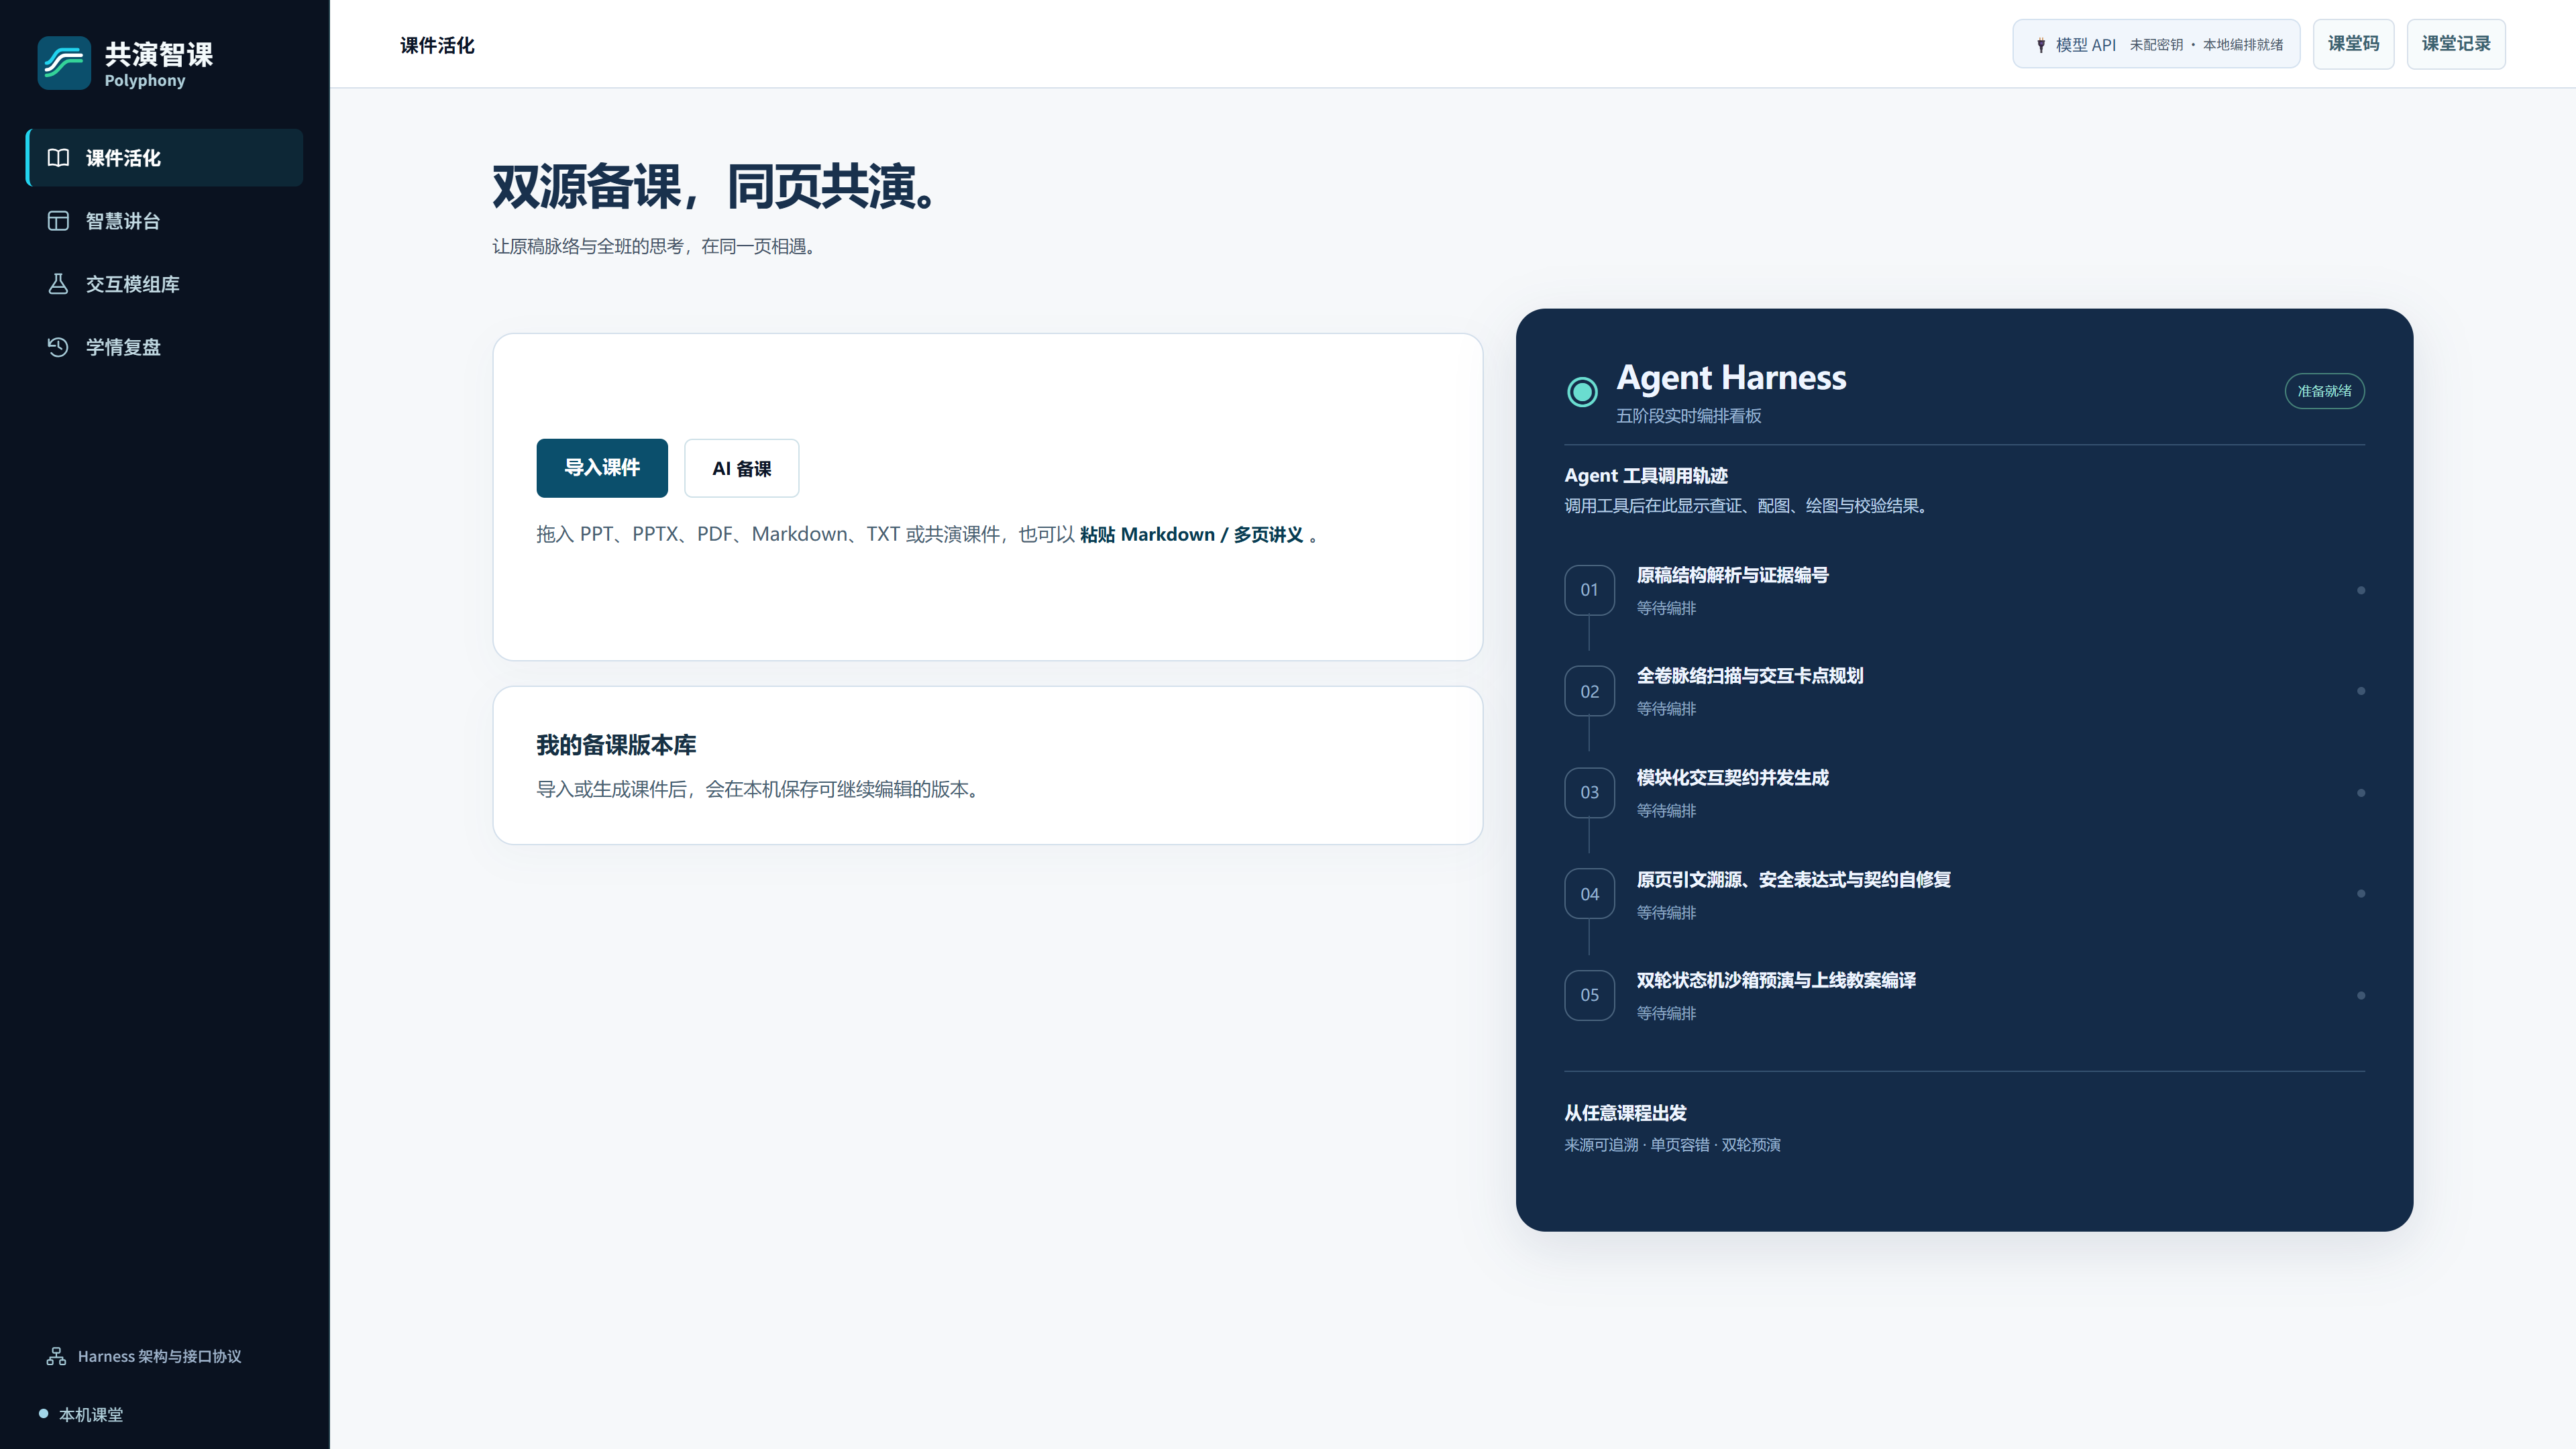 共演智课
Polyphony
课件活化
智慧讲台
交互模组库
学情复盘
Harness 架构与接口协议
本机课堂
课件活化
模型 API 未配密钥 · 本地编排就绪
课堂码
课堂记录
双源备课，同页共演。
让原稿脉络与全班的思考，在同一页相遇。
导入课件
AI 备课
拖入 PPT、PPTX、PDF、Markdown、TXT 或共演课件，也可以 粘贴 Markdown / 多页讲义 。
我的备课版本库
导入或生成课件后，会在本机保存可继续编辑的版本。
Agent Harness
五阶段实时编排看板
准备就绪
Agent 工具调用轨迹
调用工具后在此显示查证、配图、绘图与校验结果。
01
原稿结构解析与证据编号
等待编排
02
全卷脉络扫描与交互卡点规划
等待编排
03
模块化交互契约并发生成
等待编排
04
原页引文溯源、安全表达式与契约自修复
等待编排
05
双轮状态机沙箱预演与上线教案编译
等待编排
从任意课程出发
来源可追溯 · 单页容错 · 双轮预演